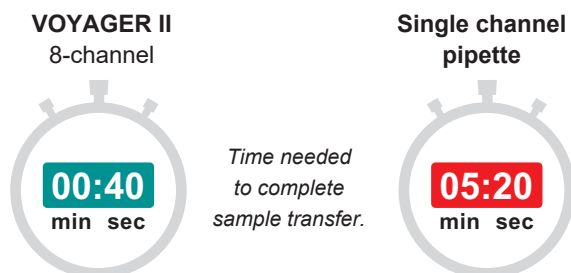 VOYAGER II
8-channel
00:40
min sec
Time needed
to complete
sample transfer.
Single channel
pipette
05:20
min sec